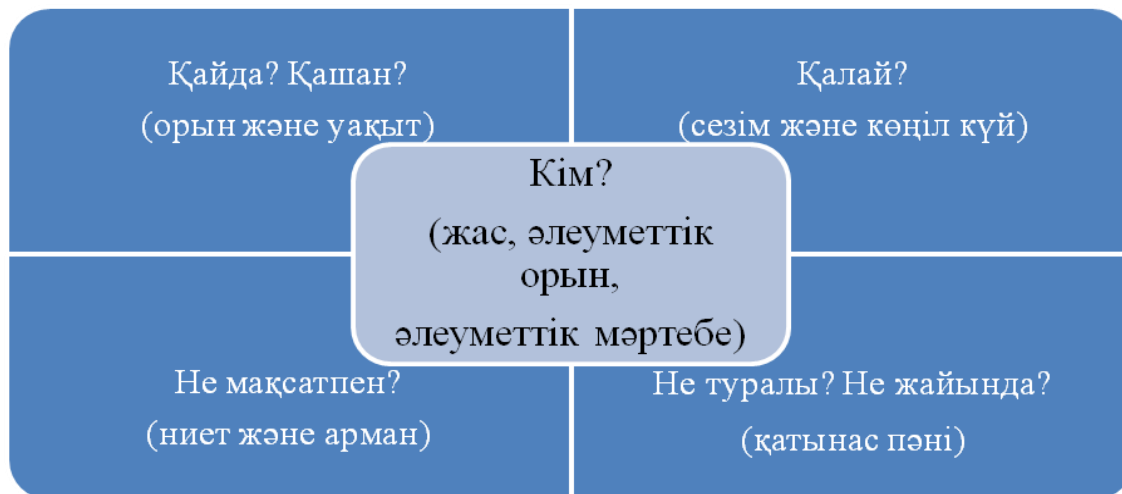 Қайда? Қашан?
(орын және уақыт)
Қалай?
(сезім және көңіл күй)
Кім?
(жас, әлеуметтік
орын,
әлеуметтік мәртебе)
Не мақсатпен?
(ниет және арман)
Не туралы? Не жайында?
(қатынас пәні)